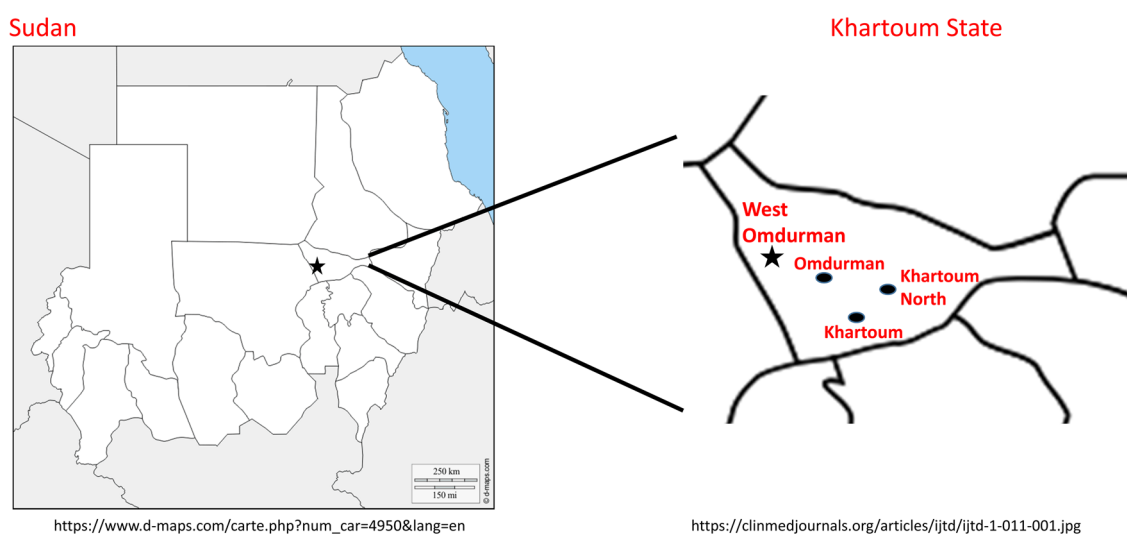 Sudan
Khartoum State
West
Omdurman
Omdurman
Khartoum
North
Khartoum
250 km
150 mi
© d-maps.com
https://www.d-maps.com/carte.php?num_car=4950&lang=en
https://clinmedjournals.org/articles/ijtd/ijtd-1-011-001.jpg